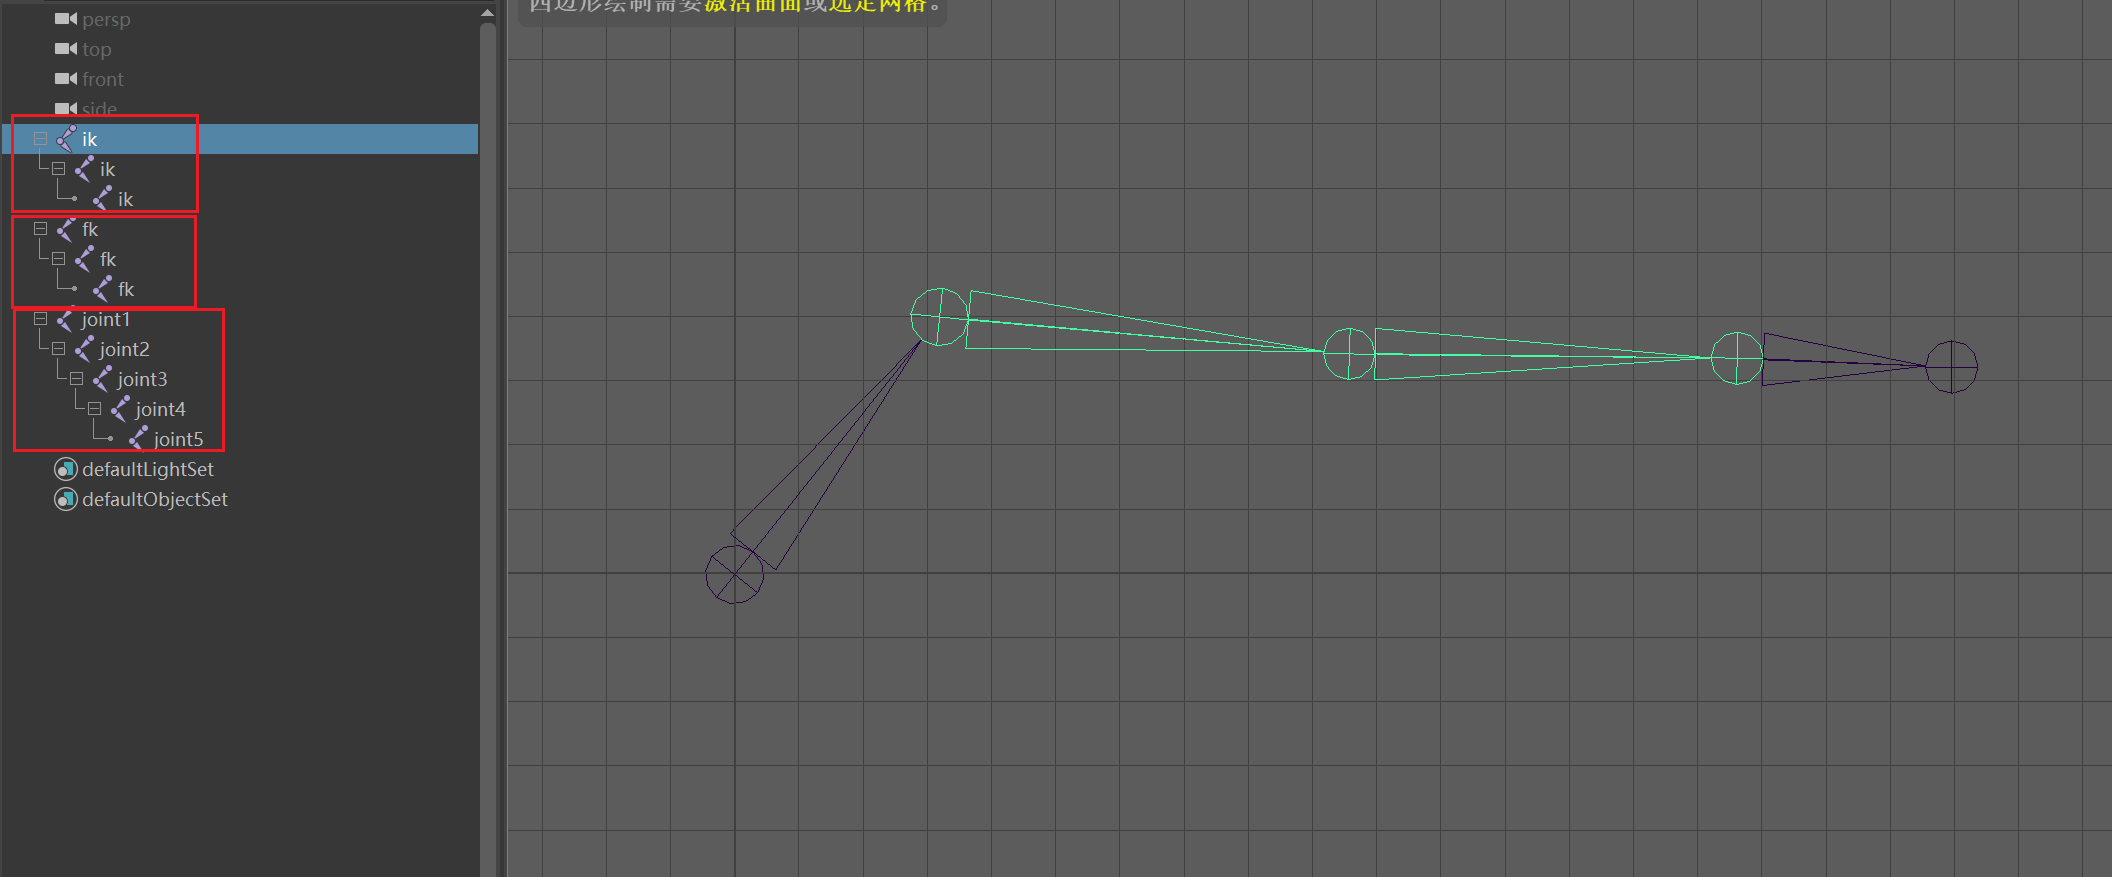 persp
top
front
side
ik
ik
ik
fk
fk
fk
joint1
joint2
joint3
joint4
joint5
defaultLightSet
defaultObjectSet
四边形绘制需要激活曲面或选定网格。